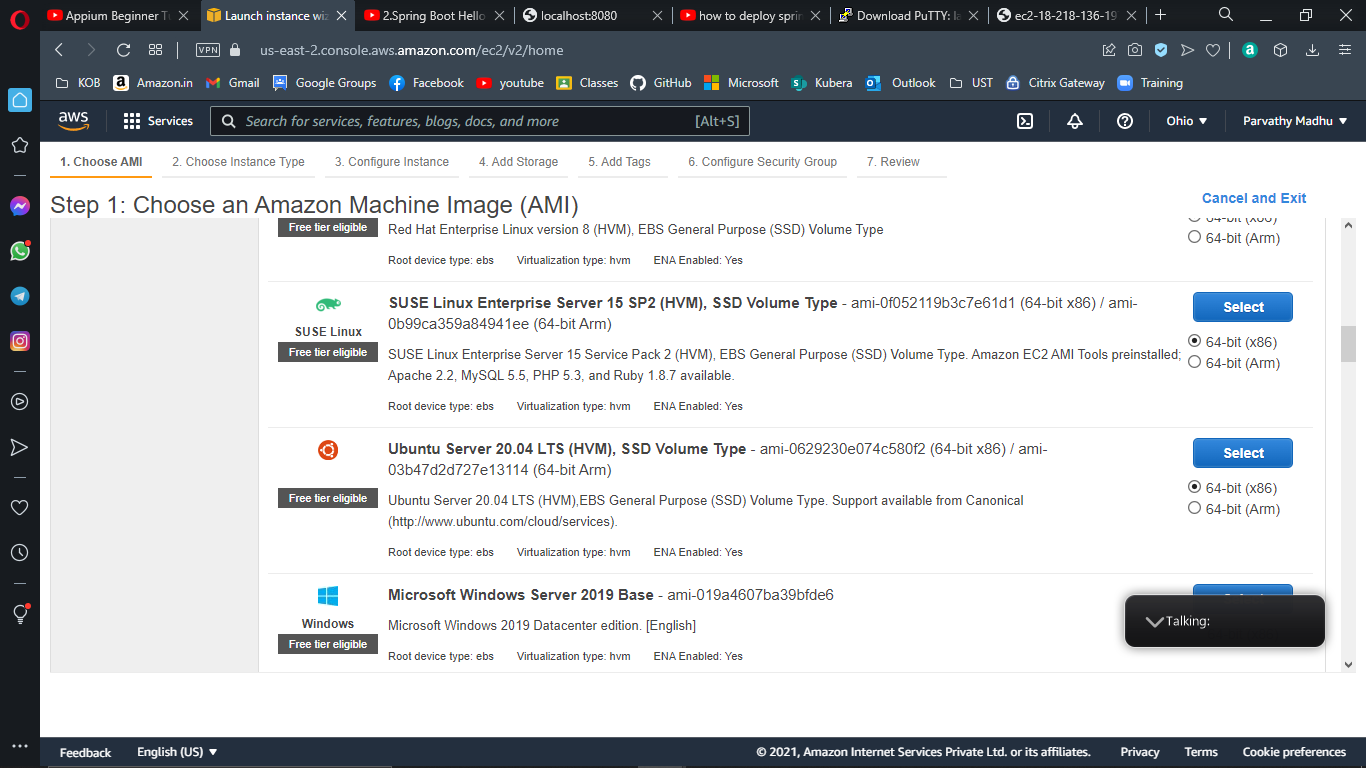 Appium Beginner Tu
Launch instance wiz
2.Spring Boot Hello
localhost:8080
how to deploy sprin
Download PuTTY: la
ec2-18-218-136-19
VPN
us-east-2.console.aws.amazon.com/ec2/v2/home
KOB
Amazon.in
Gmail
Google Groups
Facebook
youtube
Classes
GitHub
Microsoft
Kubera
Outlook
UST
Citrix Gateway
Training
aws
Services
Search for services, features, blogs, docs, and more
[Alt+S]
Ohio
Parvathy Madhu
1. Choose AMI
2. Choose Instance Type
3. Configure Instance
4. Add Storage
5. Add Tags
6. Configure Security Group
7. Review
Step 1: Choose an Amazon Machine Image (AMI)
Cancel and Exit
Free tier eligible
Red Hat Enterprise Linux version 8 (HVM), EBS General Purpose (SSD) Volume Type
64-bit (x86)
64-bit (Arm)
Root device type: ebs
Virtualization type: hvm
ENA Enabled: Yes
SUSE Linux
Free tier eligible
SUSE Linux Enterprise Server 15 SP2 (HVM), SSD Volume Type - ami-0f052119b3c7e61d1 (64-bit x86) / ami-
0b99ca359a84941ee (64-bit Arm)
SUSE Linux Enterprise Server 15 Service Pack 2 (HVM), EBS General Purpose (SSD) Volume Type. Amazon EC2 AMI Tools preinstalled;
Apache 2.2, MySQL 5.5, PHP 5.3, and Ruby 1.8.7 available.
Root device type: ebs
Virtualization type: hvm
ENA Enabled: Yes
Select
64-bit (x86)
64-bit (Arm)
Free tier eligible
Ubuntu Server 20.04 LTS (HVM), SSD Volume Type - ami-0629230e074c580f2 (64-bit x86) / ami-
03b47d2d727e13114 (64-bit Arm)
Ubuntu Server 20.04 LTS (HVM),EBS General Purpose (SSD) Volume Type. Support available from Canonical
(http://www.ubuntu.com/cloud/services).
Root device type: ebs
Virtualization type: hvm
ENA Enabled: Yes
Select
64-bit (x86)
64-bit (Arm)
Windows
Free tier eligible
Microsoft Windows Server 2019 Base - ami-019a4607ba39bfde6
Microsoft Windows 2019 Datacenter edition. [English]
Root device type: ebs
Virtualization type: hvm
ENA Enabled: Yes
Talking:
Feedback
English (US)
© 2021, Amazon Internet Services Private Ltd. or its affiliates.
Privacy
Terms
Cookie preferences